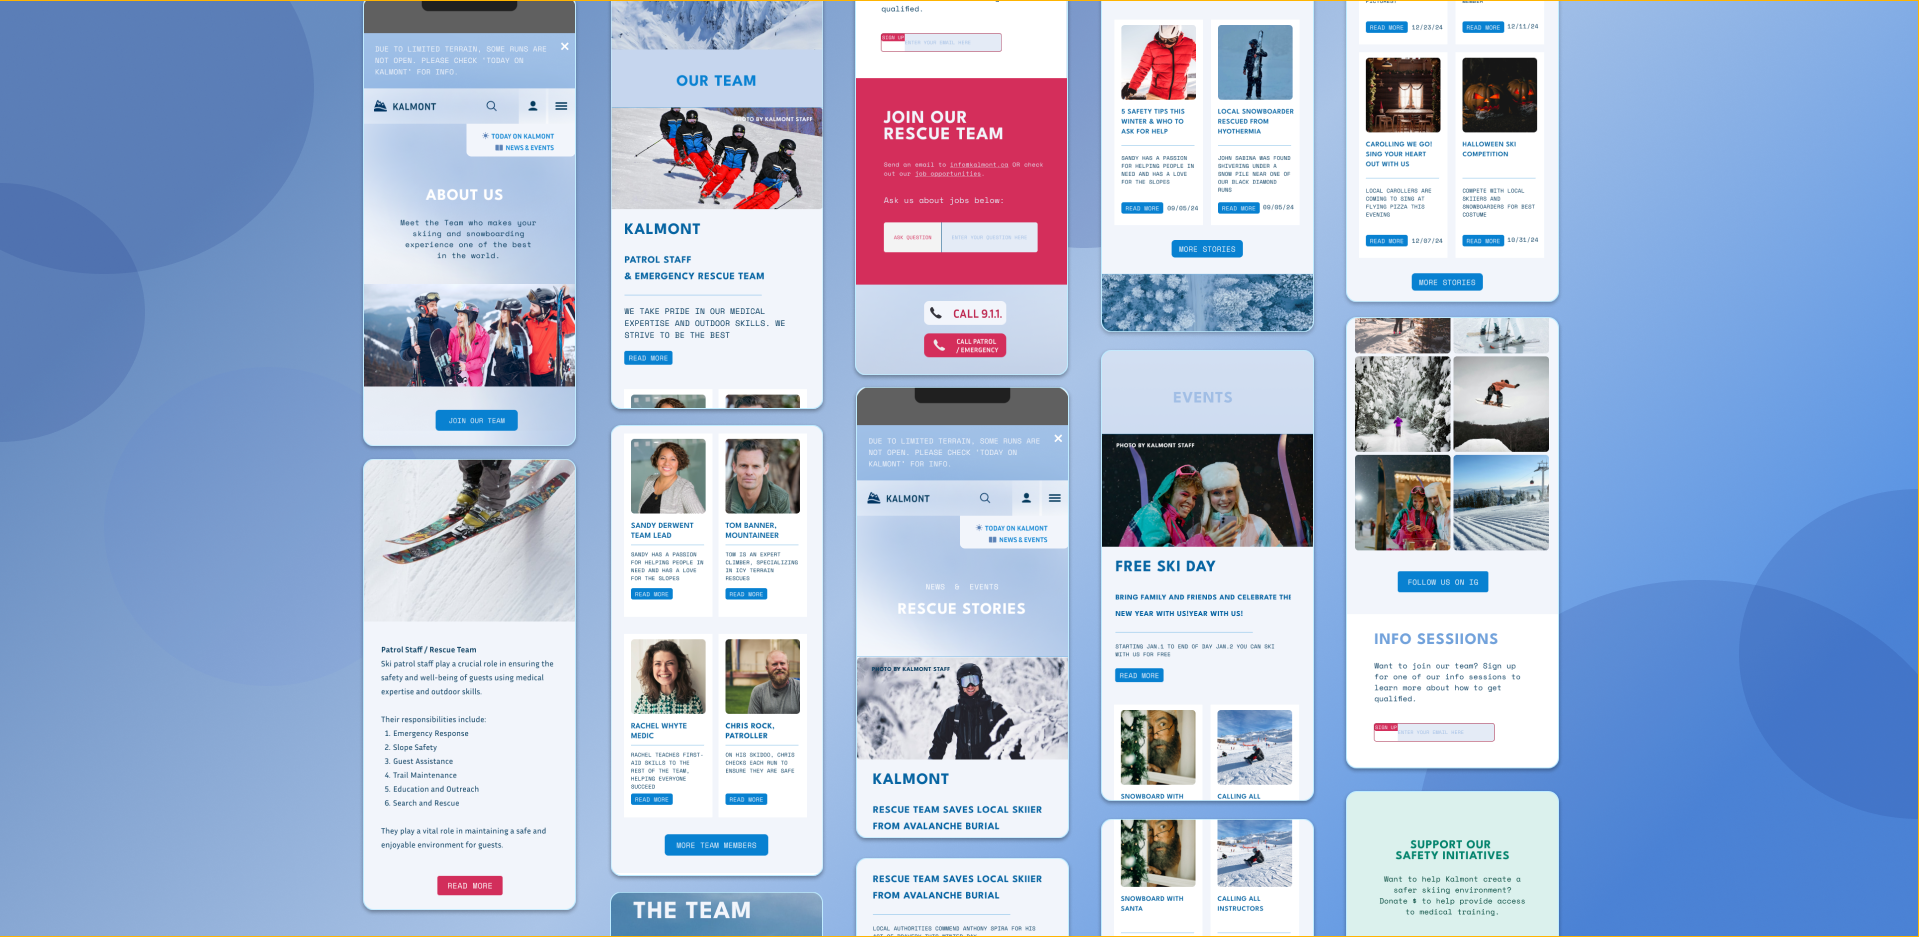 DUE TO LIMITED TERRAIN, SOME RUNS ARE
NOT OPEN. PLEASE CHECK 'TODAY ON
KALMONT' FOR INFO.
KALMONT
TODAY ON KALMONT
NEWS & EVENTS
ABOUT US
Meet the Team who makes your
skiing and snowboarding
experience one of the best
in the world.
JOIN OUR TEAM
Patrol Staff / Rescue Team
Ski patrol staff play a crucial role in ensuring the
safety and well-being of guests using medical
expertise and outdoor skills.
Their responsibilities include:
1. Emergency Response
2. Slope Safety
3. Guest Assistance
4. Trail Maintenance
5. Education and Outreach
6. Search and Rescue
They play a vital role in maintaining a safe and
enjoyable environment for guests.
READ MORE
OUR TEAM
PHOTO BY KALMONT STAFF
KALMONT
PATROL STAFF
& EMERGENCY RESCUE TEAM
WE TAKE PRIDE IN OUR MEDICAL
EXPERTISE AND OUTDOOR SKILLS. WE
STRIVE TO BE THE BEST
READ MORE
SANDY DERWENT
TEAM LEAD
SANDY HAS A PASSION
FOR HELPING PEOPLE IN
NEED AND HAS A LOVE
FOR THE SLOPES
READ MORE
TOM BANNER,
MOUNTAINEER
TOM IS AN EXPERT
CLIMBER, SPECIALIZING
IN ICY TERRAIN
RESCUES
READ MORE
RACHEL WHYTE
MEDIC
RACHEL TEACHES FIRST-
AID SKILLS TO THE
REST OF THE TEAM,
HELPING EVERYONE
SUCCEED
READ MORE
CHRIS ROCK,
PATROLLER
ON HIS SKIDOO, CHRIS
CHECKS EACH RUN TO
ENSURE THEY ARE SAFE
READ MORE
MORE TEAM MEMBERS
THE TEAM
qualified.
SIGN UP
ENTER YOUR EMAIL HERE
JOIN OUR
RESCUE TEAM
Send an email to info@kalmont.ca OR check
out our job opportunities.
Ask us about jobs below:
ASK QUESTION
ENTER YOUR QUESTION HERE
CALL 9.1.1.
CALL PATROL
/ EMERGENCY
DUE TO LIMITED TERRAIN, SOME RUNS ARE
NOT OPEN. PLEASE CHECK 'TODAY ON
KALMONT' FOR INFO.
KALMONT
TODAY ON KALMONT
NEWS & EVENTS
NEWS & EVENTS
RESCUE STORIES
PHOTO BY KALMONT STAFF
KALMONT
RESCUE TEAM SAVES LOCAL SKIIER
FROM AVALANCHE BURIAL
RESCUE TEAM SAVES LOCAL SKIIER
FROM AVALANCHE BURIAL
LOCAL AUTHORITIES COMMEND ANTHONY SPIRA FOR HIS
5 SAFETY TIPS THIS
WINTER & WHO TO
ASK FOR HELP
SANDY HAS A PASSION
FOR HELPING PEOPLE IN
NEED AND HAS A LOVE
FOR THE SLOPES
READ MORE 09/05/24
LOCAL SNOWBOARDER
RESCUED FROM
HYOTHERMIA
JOHN SABINA WAS FOUND
SHIVERING UNDER A
SNOW PILE NEAR ONE OF
OUR BLACK DIAMOND
RUNS
READ MORE 09/05/24
MORE STORIES
EVENTS
PHOTO BY KALMONT STAFF
FREE SKI DAY
BRING FAMILY AND FRIENDS AND CELEBRATE THI
NEW YEAR WITH US!YEAR WITH US!
STARTING JAN.1 TO END OF DAY JAN.2 YOU CAN SKI
WITH US FOR FREE
READ MORE
SNOWBOARD WITH
CALLING ALL
SNOWBOARD WITH
SANTA
CALLING ALL
INSTRUCTORS
READ MORE 12/23/24
READ MORE 12/11/24
CAROLLING WE GO!
SING YOUR HEART
OUT WITH US
LOCAL CAROLLERS ARE
COMING TO SING AT
FLYING PIZZA THIS
EVENING
READ MORE 12/07/24
HALLOWEEN SKI
COMPETITION
COMPETE WITH LOCAL
SKIIERS AND
SNOWBOARDERS FOR BEST
COSTUME
READ MORE 10/31/24
MORE STORIES
FOLLOW US ON IG
INFO SESSIIONS
Want to join our team? Sign up
for one of our info sessions to
learn more about how to get
qualified.
SIGN UP
ENTER YOUR EMAIL HERE
SUPPORT OUR
SAFETY INITIATIVES
Want to help Kalmont create a
safer skiing environment?
Donate $ to help provide access
to medical training.